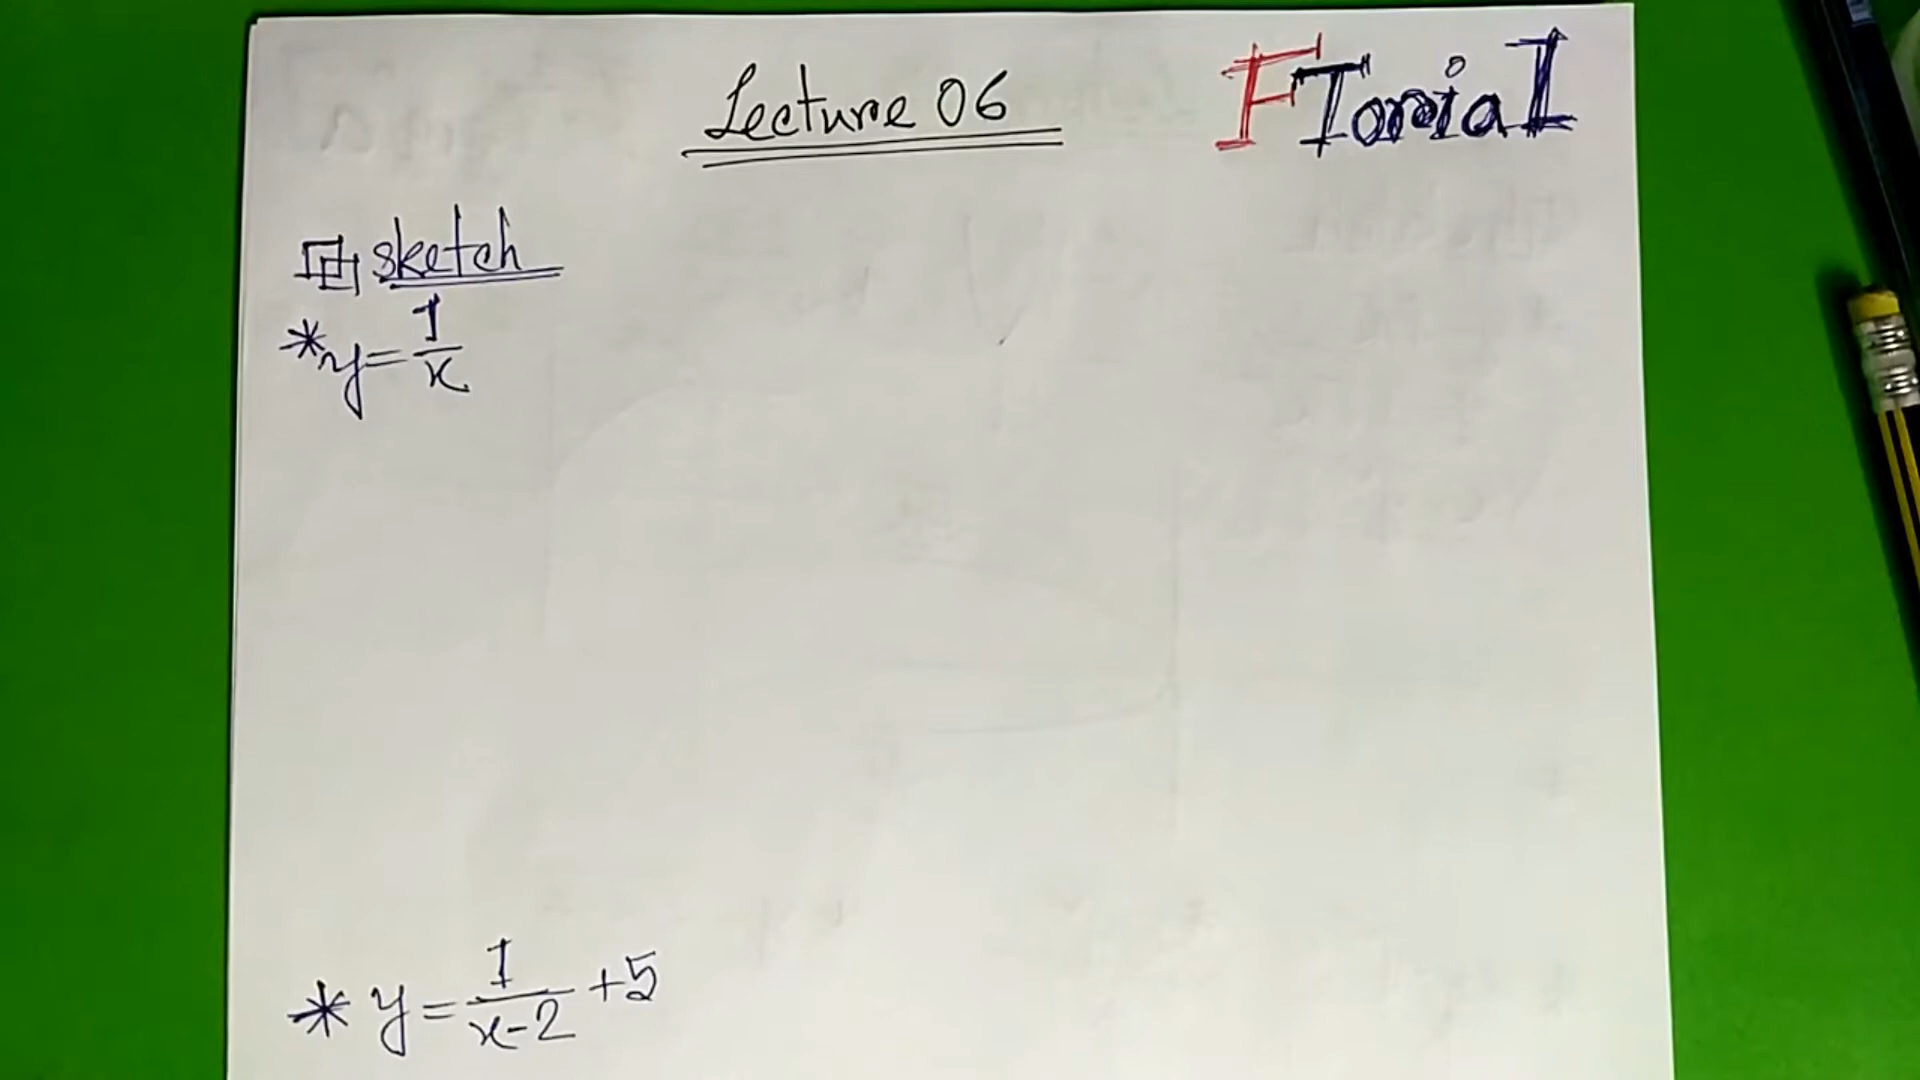 Lecture 06
FTorial
sketch
* y = 1/x
* y = 1/(x-2) + 5